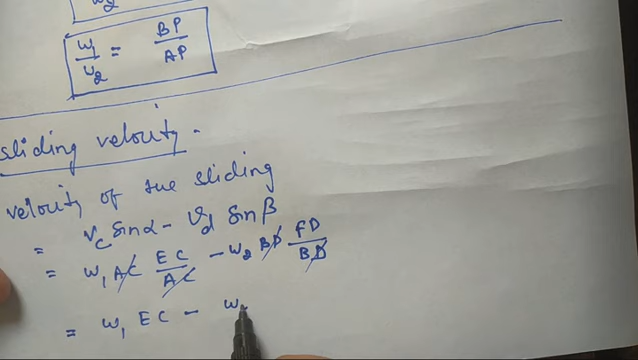 ω2
ω1/ω2 = BP/AP
Sliding velocity.
velocity of the sliding
= Vc Sinα - Vd Sinβ
= ω1 AC EC/AC - ω2 BD FD/BD
= ω1 EC - ω